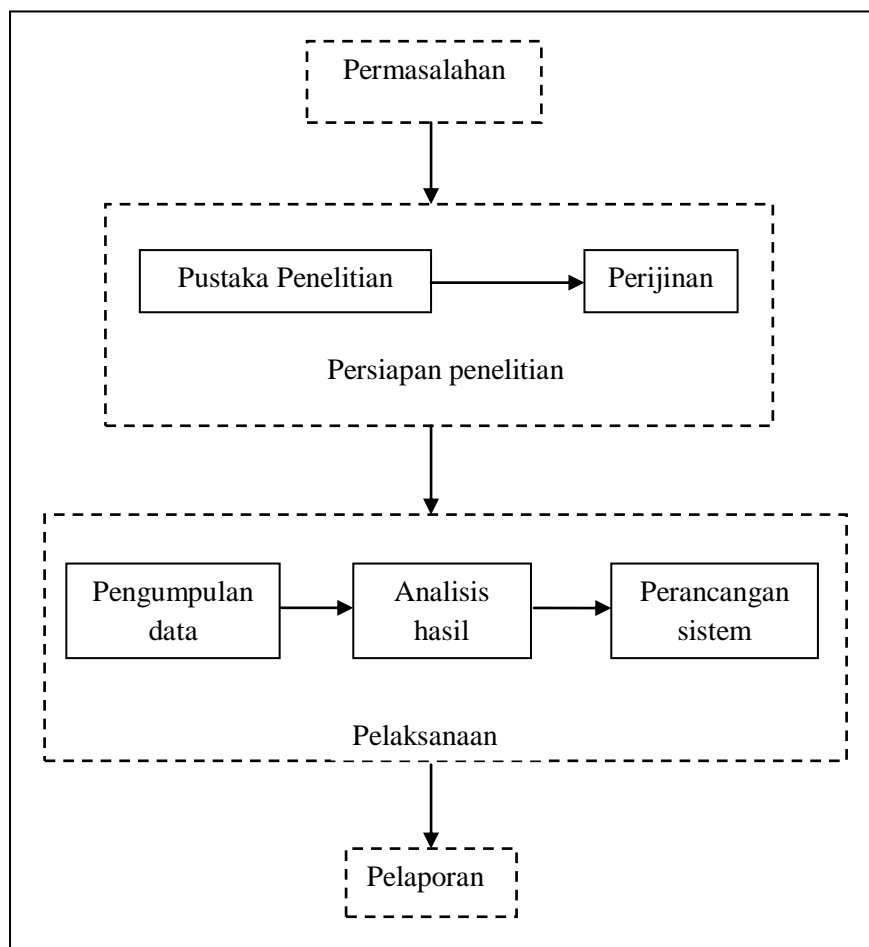 Permasalahan
Pustaka Penelitian
Perijinan
Persiapan penelitian
Pengumpulan
data
Analisis
hasil
Perancangan
sistem
Pelaksanaan
Pelaporan